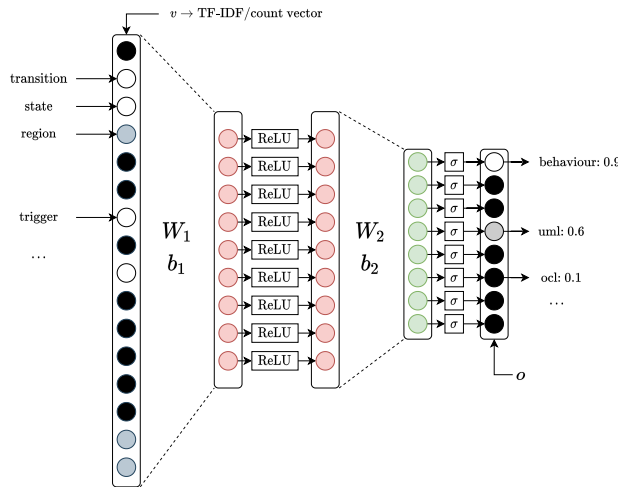 v → TF-IDF/count vector
transition
state
region
trigger
...
W₁
b₁
ReLU
ReLU
ReLU
ReLU
ReLU
ReLU
ReLU
ReLU
ReLU
W₂
b₂
σ
σ
σ
σ
σ
σ
σ
σ
behaviour: 0.9
uml: 0.6
ocl: 0.1
...
o